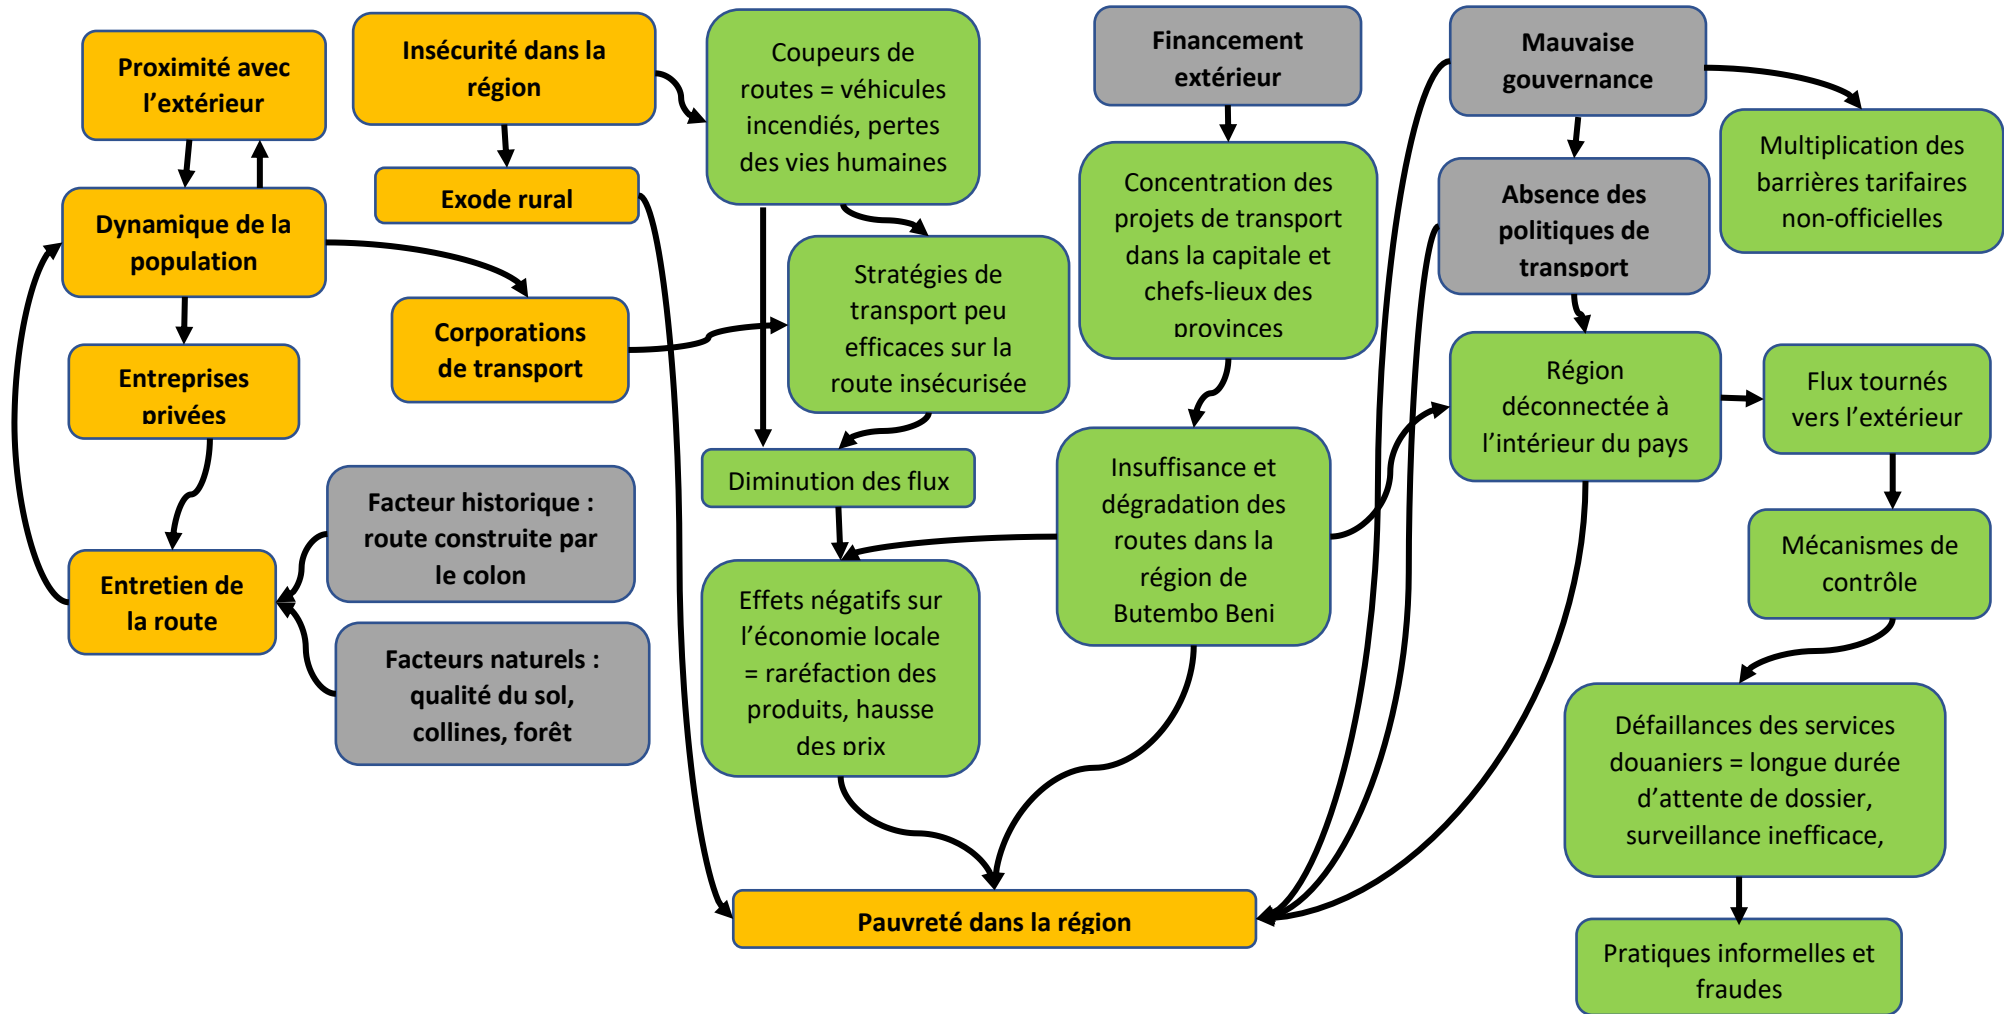 Proximité avec
l'extérieur
Insécurité dans la
région
Coupeurs de
routes = véhicules
incendiés, pertes
des vies humaines
Financement
extérieur
Mauvaise
gouvernance
Multiplication des
barrières tarifaires
non-officielles
Exode rural
Dynamique de la
population
Concentration des
projets de transport
dans la capitale et
chefs-lieux des
provinces
Absence des
politiques de
transport
Stratégies de
transport peu
efficaces sur la
route insécurisée
Corporations
de transport
Entreprises
privées
Région
déconnectée à
l'intérieur du pays
Flux tournés
vers l'extérieur
Diminution des flux
Insuffisance et
dégradation des
routes dans la
région de
Butembo Beni
Facteur historique :
route construite par
le colon
Entretien de
la route
Mécanismes de
contrôle
Effets négatifs sur
l'économie locale
= raréfaction des
produits, hausse
des prix
Facteurs naturels :
qualité du sol,
collines, forêt
Défaillances des services
douaniers = longue durée
d'attente de dossier,
surveillance inefficace,
Pauvreté dans la région
Pratiques informelles et
fraudes